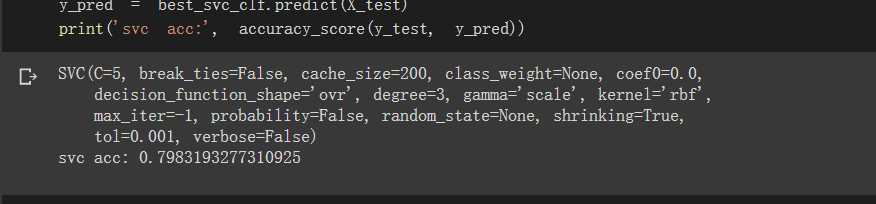 y_pred = best_svc_clf.predict(X_test)
print('svc acc:', accuracy_score(y_test, y_pred))
SVC(C=5, break_ties=False, cache_size=200, class_weight=None, coef0=0.0,
decision_function_shape='ovr', degree=3, gamma='scale', kernel='rbf',
max_iter=-1, probability=False, random_state=None, shrinking=True,
tol=0.001, verbose=False)
svc acc: 0.7983193277310925